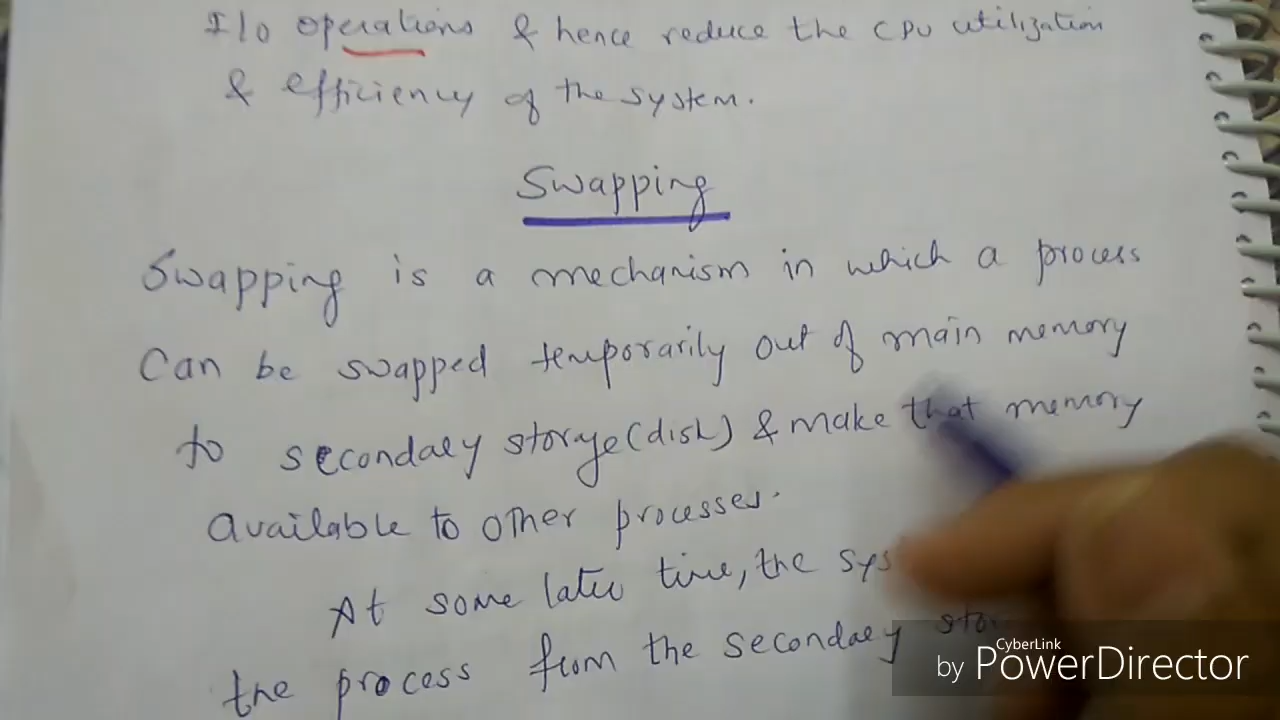 I/O operations & hence reduce the CPU utilization
& efficiency of the system.
Swapping
Swapping is a mechanism in which a process
Can be swapped temporarily out of main memory
to secondary storage (disk) & make that memory
available to other processes.
At some later time, the
the process from the secondary
CyberLink
by PowerDirector